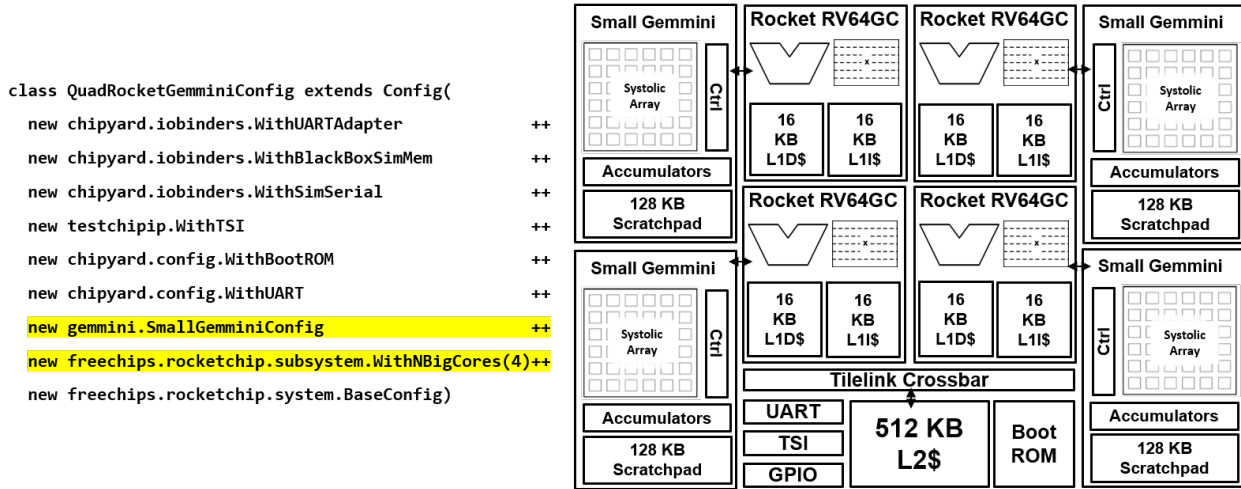 class QuadRocketGemminiConfig extends Config(
new chipyard.iobinders.WithUARTAdapter ++
new chipyard.iobinders.WithBlackBoxSimMem ++
new chipyard.iobinders.WithSimSerial ++
new testchipip.WithTSI ++
new chipyard.config.WithBootROM ++
new chipyard.config.WithUART ++
new gemmini.SmallGemminiConfig ++
new freechips.rocketchip.subsystem.WithNBigCores(4)++
new freechips.rocketchip.system.BaseConfig)
Small Gemmini
Systolic
Array
Ctrl
Accumulators
128 KB
Scratchpad
Rocket RV64GC
x
16
KB
L1D$
16
KB
L1I$
Rocket RV64GC
x
16
KB
L1D$
16
KB
L1I$
Small Gemmini
Ctrl
Systolic
Array
Accumulators
128 KB
Scratchpad
Small Gemmini
Systolic
Array
Ctrl
Accumulators
128 KB
Scratchpad
Rocket RV64GC
x
16
KB
L1D$
16
KB
L1I$
Rocket RV64GC
x
16
KB
L1D$
16
KB
L1I$
Small Gemmini
Ctrl
Systolic
Array
Accumulators
128 KB
Scratchpad
Tilelink Crossbar
UART
TSI
GPIO
512 KB
L2$
Boot
ROM